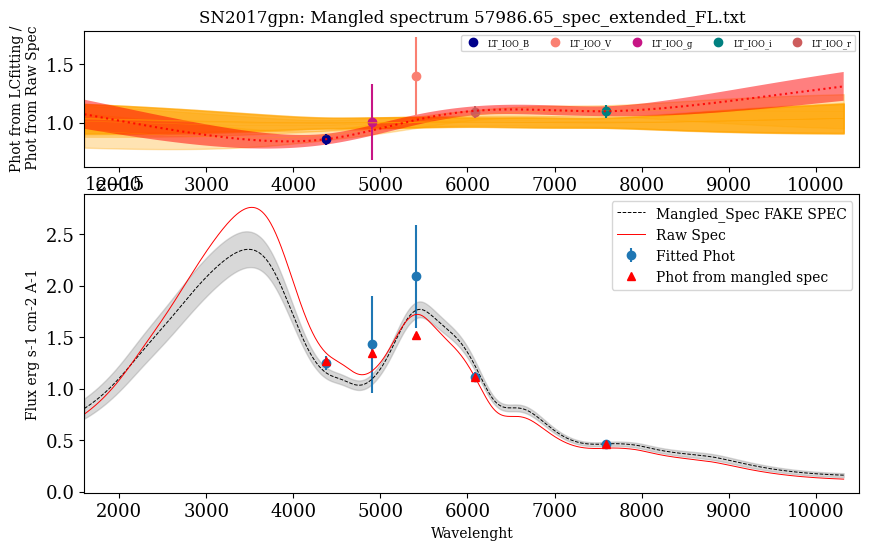 SN2017gpn: Mangled spectrum 57986.65_spec_extended_FL.txt
Phot from LCfitting /
Phot from Raw Spec
LT_IOO_B LT_IOO_V LT_IOO_g LT_IOO_i LT_IOO_r
1.5
1.0
2000 3000 4000 5000 6000 7000 8000 9000 10000
1e−15
Flux erg s-1 cm-2 A-1
Mangled_Spec FAKE SPEC
Raw Spec
Fitted Phot
Phot from mangled spec
2.5
2.0
1.5
1.0
0.5
0.0
2000 3000 4000 5000 6000 7000 8000 9000 10000
Wavelenght